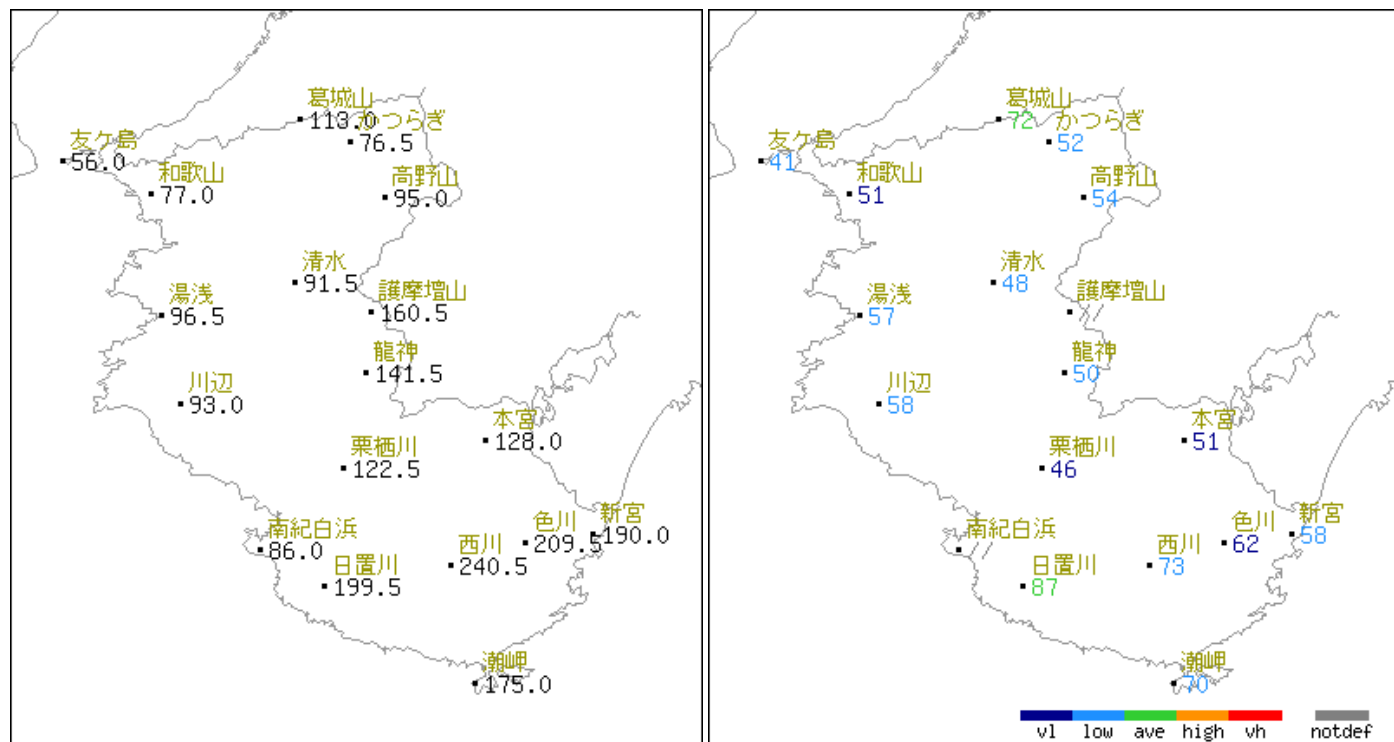 葛城山
113.0
かつらぎ
76.5
友ケ島
56.0
和歌山
77.0
高野山
95.0
清水
91.5
護摩壇山
160.5
湯浅
96.5
龍神
141.5
川辺
93.0
本宮
128.0
栗栖川
122.5
新宮
190.0
色川
209.5
南紀白浜
86.0
西川
240.5
日置川
199.5
潮岬
175.0
葛城山
72
かつらぎ
52
友ケ島
41
和歌山
51
高野山
54
清水
48
護摩壇山
//
湯浅
57
龍神
50
川辺
58
本宮
51
栗栖川
46
新宮
58
色川
62
南紀白浜
//
西川
73
日置川
87
潮岬
70
vl low ave high vh notdef